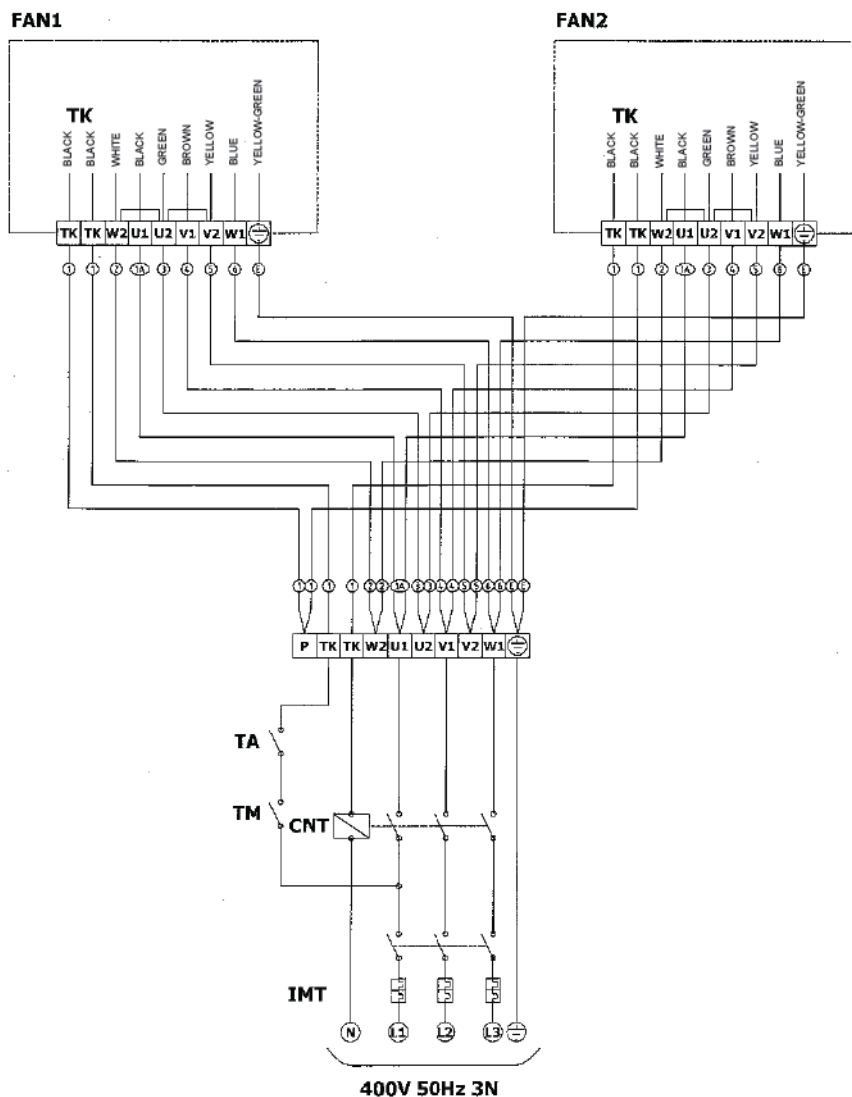 FAN1 FAN2
TK TK
BLACK BLACK WHITE BLACK GREEN BROWN YELLOW BLUE YELLOW-GREEN
BLACK BLACK WHITE BLACK GREEN BROWN YELLOW BLUE YELLOW-GREEN
TK TK W2 U1 U2 V1 V2 W1
TK TK W2 U1 U2 V1 V2 W1
1 1 2 1A 3 4 5 6 E
1 1 2 1A 3 4 5 6 E
1 1 1 1 2 2 1A 3 3 4 4 5 5 6 6 E E
P TK TK W2 U1 U2 V1 V2 W1
TA
TM
CNT
IMT
N L1 L2 L3
400V 50Hz 3N